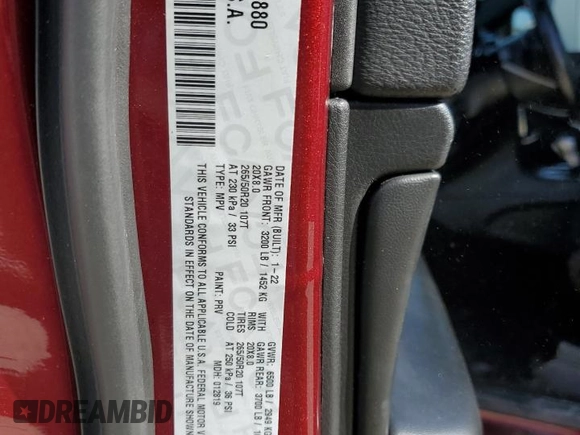 880
S.A.
DATE OF MFR (BUILT): 1-22
GVWR: 6500 LB / 2949 KG
GAWR FRONT: 3200 LB / 1452 KG WITH
GAWR REAR: 3700 LB /
20X8.0 RIMS 20X8.0
265/50R20 107T TIRES 265/50R20 107T
AT 230 kPa / 33 PSI COLD AT 250 kPa / 36 PSI
TYPE: MPV PAINT: PRV MDH: 012819
THIS VEHICLE CONFORMS TO ALL APPLICABLE U.S.A. FEDERAL MOTOR
STANDARDS IN EFFECT ON THE DATE OF MANUFACTURE SHOWN
DREAMBID